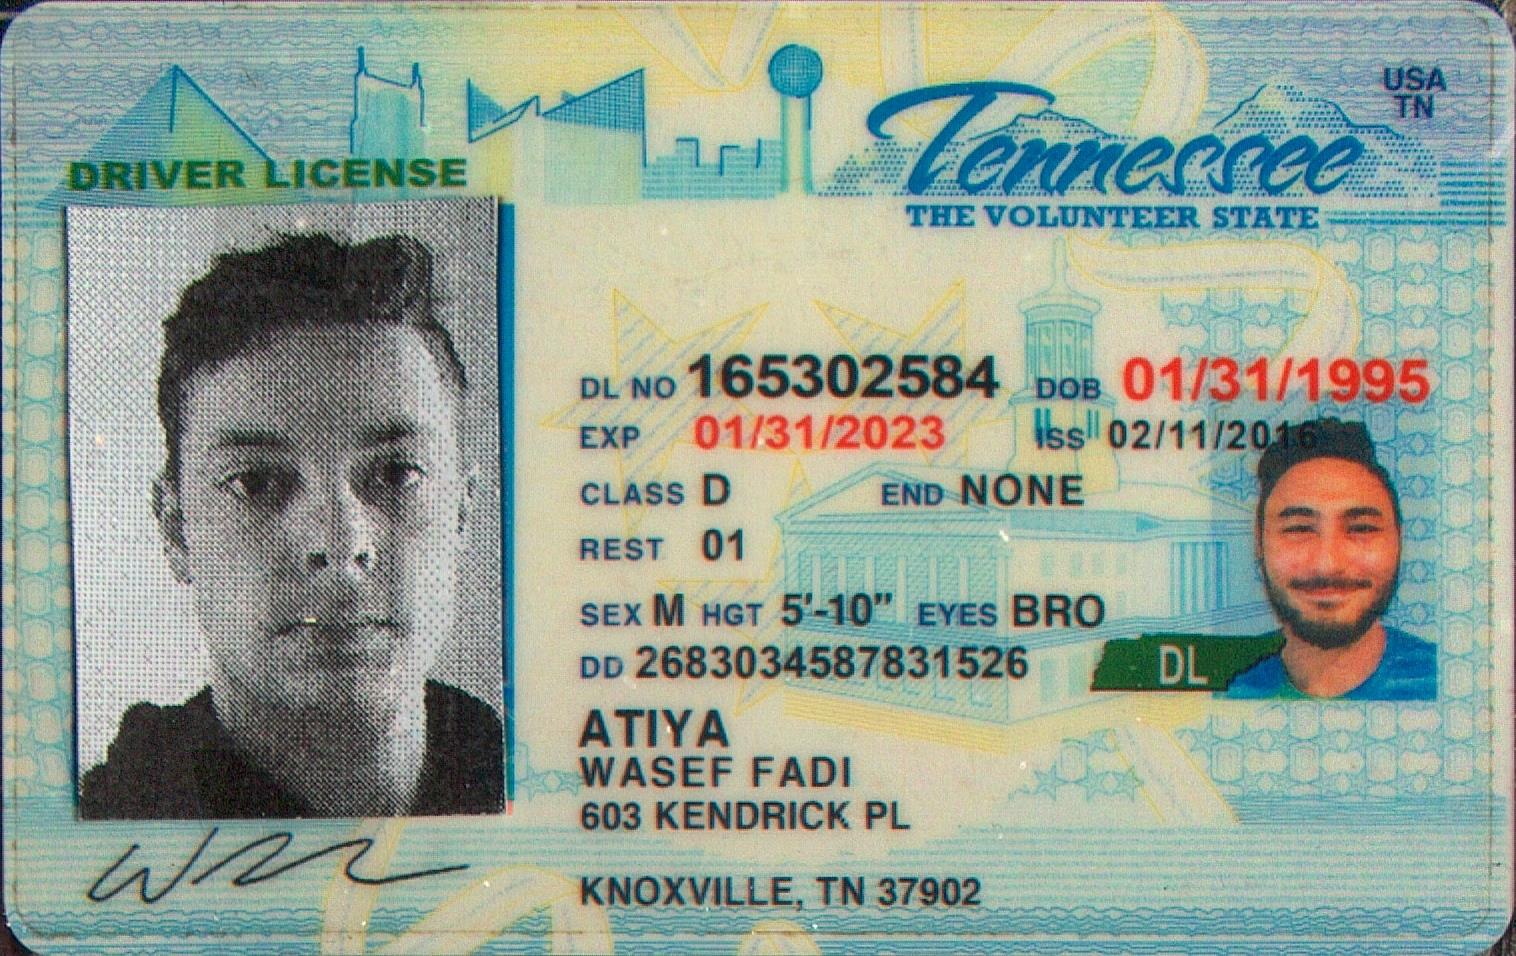 USA
TN
Tennessee
THE VOLUNTEER STATE
DRIVER LICENSE
DL NO 165302584 DOB 01/31/1995
EXP 01/31/2023 ISS 02/11/2016
CLASS D END NONE
REST 01
SEX M HGT 5'-10" EYES BRO
DD 2683034587831526
DL
ATIYA
WASEF FADI
603 KENDRICK PL
KNOXVILLE, TN 37902